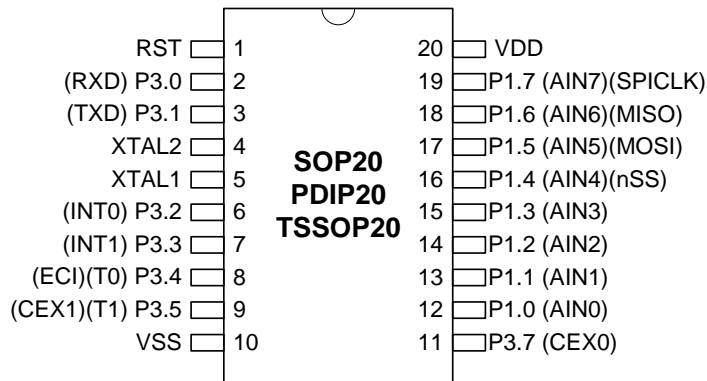 RST 1 20 VDD
(RXD) P3.0 2 19 P1.7 (AIN7)(SPICLK)
(TXD) P3.1 3 18 P1.6 (AIN6)(MISO)
XTAL2 4 17 P1.5 (AIN5)(MOSI)
XTAL1 5 16 P1.4 (AIN4)(nSS)
(INT0) P3.2 6 15 P1.3 (AIN3)
(INT1) P3.3 7 14 P1.2 (AIN2)
(ECI)(T0) P3.4 8 13 P1.1 (AIN1)
(CEX1)(T1) P3.5 9 12 P1.0 (AIN0)
VSS 10 11 P3.7 (CEX0)
SOP20
PDIP20
TSSOP20